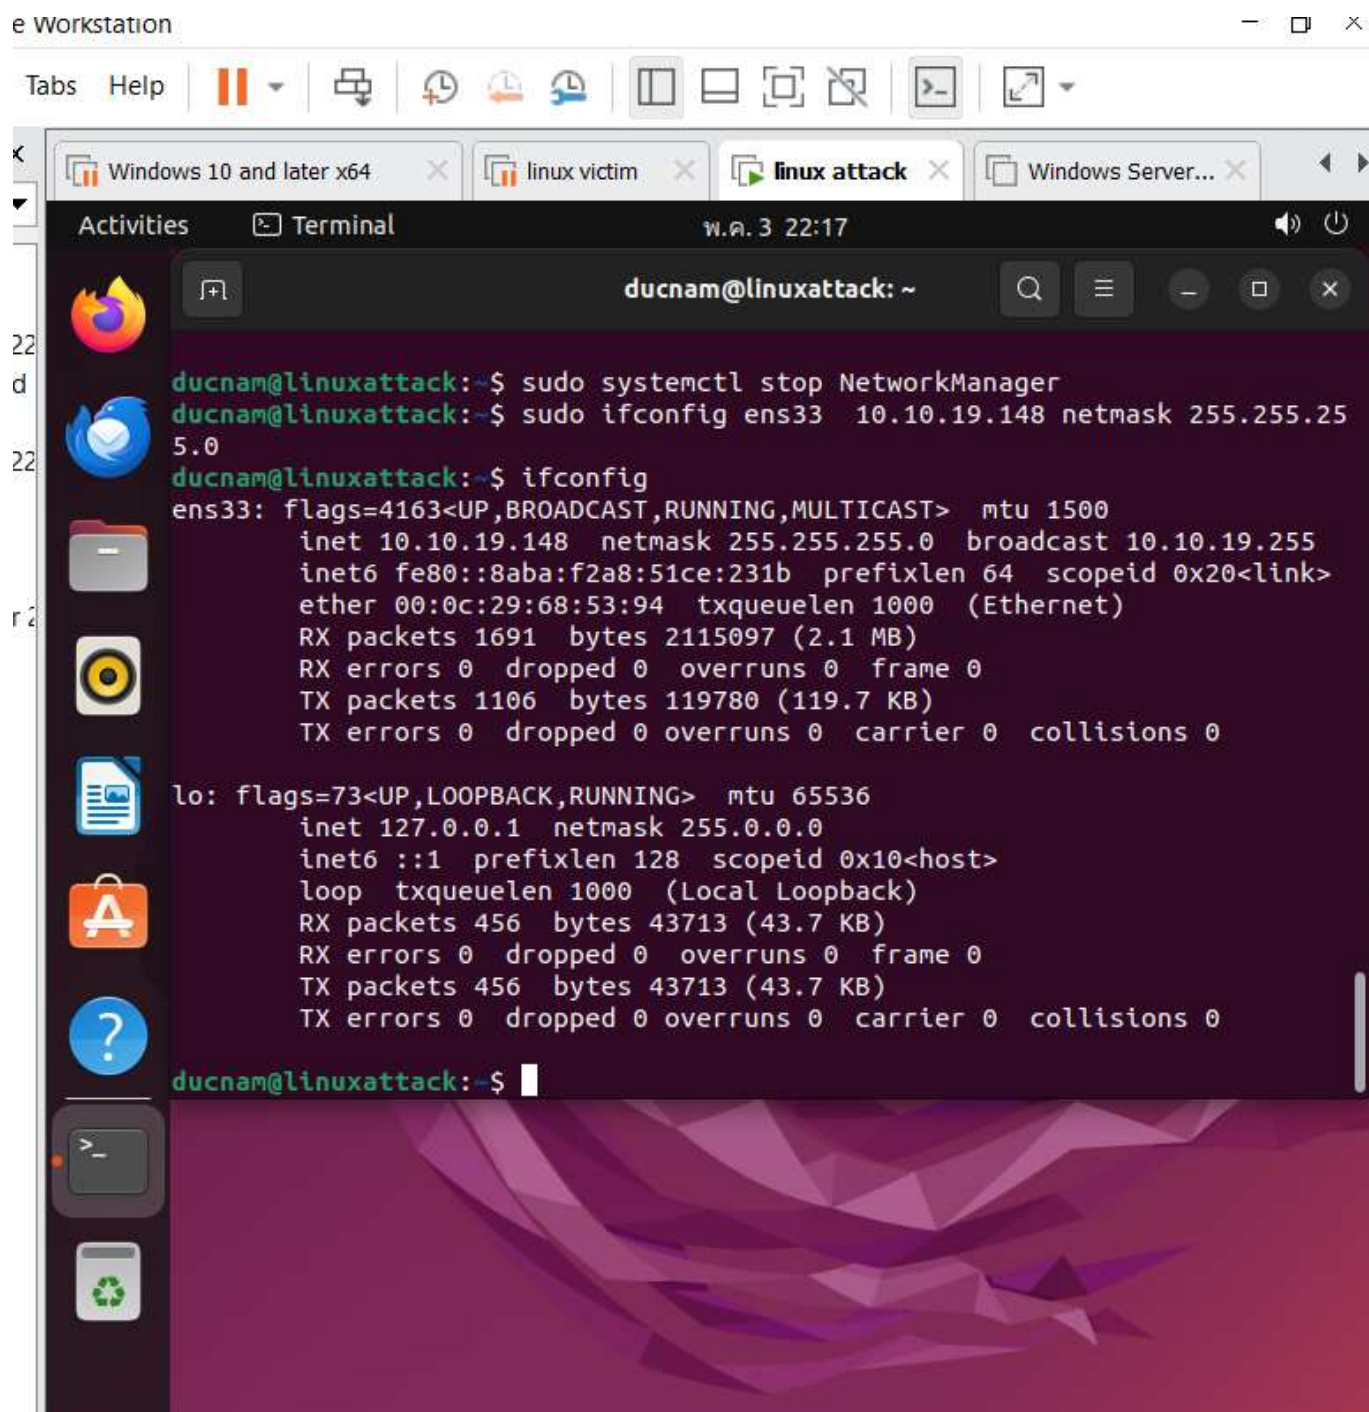 e Workstation
Tabs Help
Windows 10 and later x64
linux victim
linux attack
Windows Server...
Activities
Terminal
พ.ค. 3 22:17
ducnam@linuxattack: ~
22
d
22
ducnam@linuxattack:~$ sudo systemctl stop NetworkManager
ducnam@linuxattack:~$ sudo ifconfig ens33  10.10.19.148 netmask 255.255.25
5.0
ducnam@linuxattack:~$ ifconfig
ens33: flags=4163<UP,BROADCAST,RUNNING,MULTICAST>  mtu 1500
        inet 10.10.19.148  netmask 255.255.255.0  broadcast 10.10.19.255
        inet6 fe80::8aba:f2a8:51ce:231b  prefixlen 64  scopeid 0x20<link>
        ether 00:0c:29:68:53:94  txqueuelen 1000  (Ethernet)
        RX packets 1691  bytes 2115097 (2.1 MB)
        RX errors 0  dropped 0  overruns 0  frame 0
        TX packets 1106  bytes 119780 (119.7 KB)
        TX errors 0  dropped 0 overruns 0  carrier 0  collisions 0
lo: flags=73<UP,LOOPBACK,RUNNING>  mtu 65536
        inet 127.0.0.1  netmask 255.0.0.0
        inet6 ::1  prefixlen 128  scopeid 0x10<host>
        loop  txqueuelen 1000  (Local Loopback)
        RX packets 456  bytes 43713 (43.7 KB)
        RX errors 0  dropped 0  overruns 0  frame 0
        TX packets 456  bytes 43713 (43.7 KB)
        TX errors 0  dropped 0 overruns 0  carrier 0  collisions 0
ducnam@linuxattack:~$